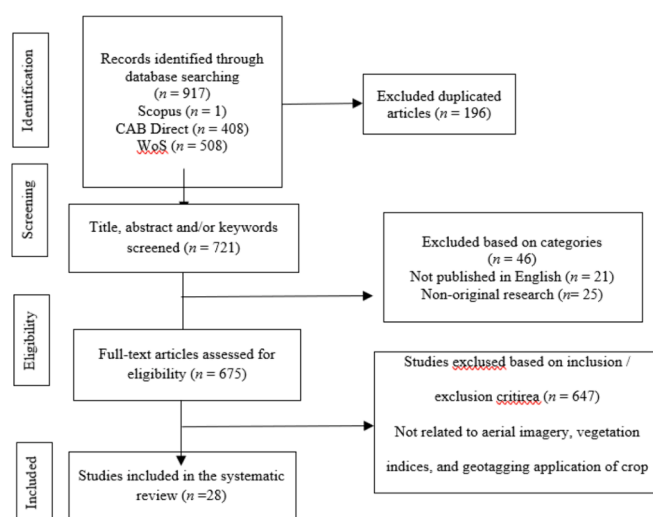 Identification
Records identified through
database searching
(n = 917)
Scopus (n = 1)
CAB Direct (n = 408)
WoS (n = 508)
Excluded duplicated
articles (n = 196)
Screening
Title, abstract and/or keywords
screened (n = 721)
Excluded based on categories
(n = 46)
Not published in English (n = 21)
Non-original research (n= 25)
Eligibility
Full-text articles assessed for
eligibility (n = 675)
Studies exclused based on inclusion /
exclusion critirea (n = 647)
Not related to aerial imagery, vegetation
indices, and geotagging application of crop
Included
Studies included in the systematic
review (n =28)